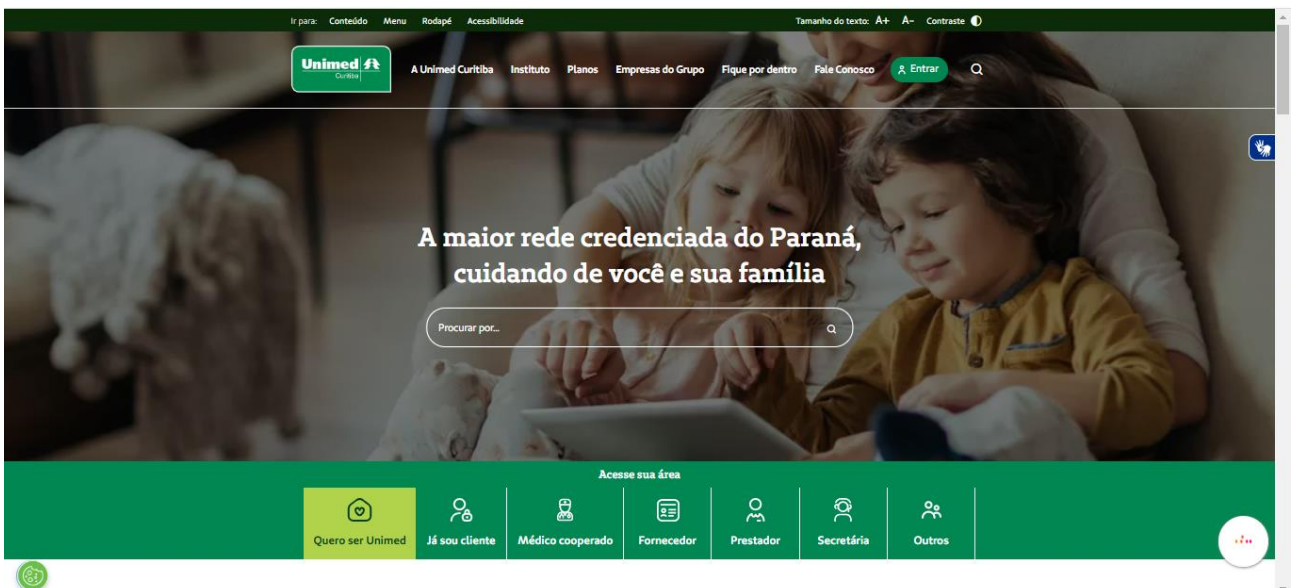 Ir para: Conteúdo Menu Rodapé Acessibilidade Tamanho do texto: A+ A- Contraste
Unimed
Curitiba
A Unimed Curitiba Instituto Planos Empresas do Grupo Fique por dentro Fale Conosco Entrar
A maior rede credenciada do Paraná,
cuidando de você e sua família
Procurar por...
Acesse sua área
Quero ser Unimed Já sou cliente Médico cooperado Fornecedor Prestador Secretária Outros